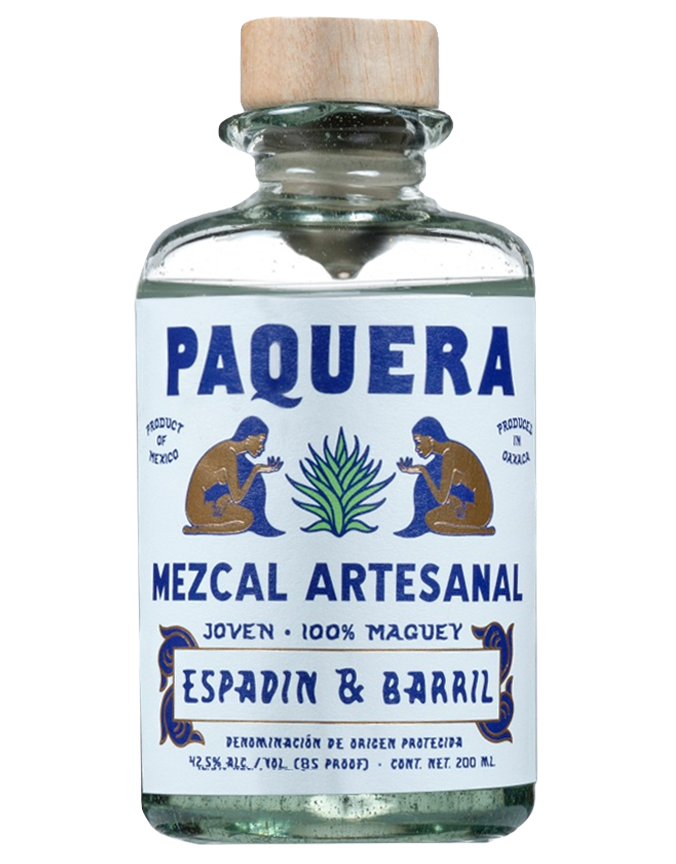 PAQUERA
PRODUCT
OF
MEXICO
PRODUCED
IN
OAXACA
MEZCAL ARTESANAL
JOVEN • 100% MAGUEY
ESPADIN & BARRIL
DENOMINACIÓN DE ORIGEN PROTEGIDA
42.5% ALC. / VOL. (85 PROOF) • CONT. NET. 200 ML